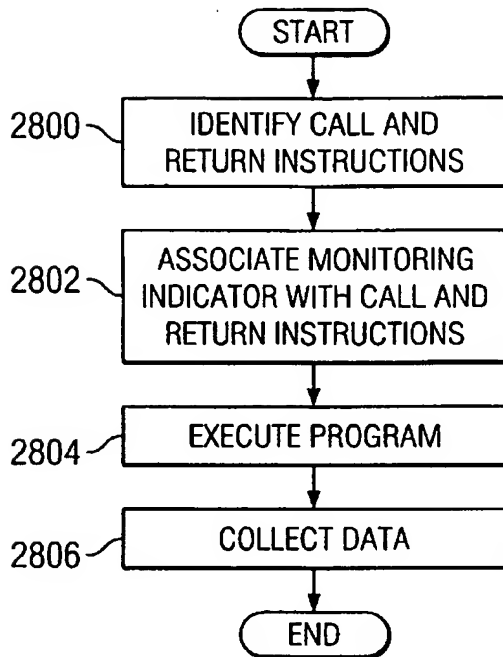 START
2800
IDENTIFY CALL AND
RETURN INSTRUCTIONS
2802
ASSOCIATE MONITORING
INDICATOR WITH CALL AND
RETURN INSTRUCTIONS
2804
EXECUTE PROGRAM
2806
COLLECT DATA
END